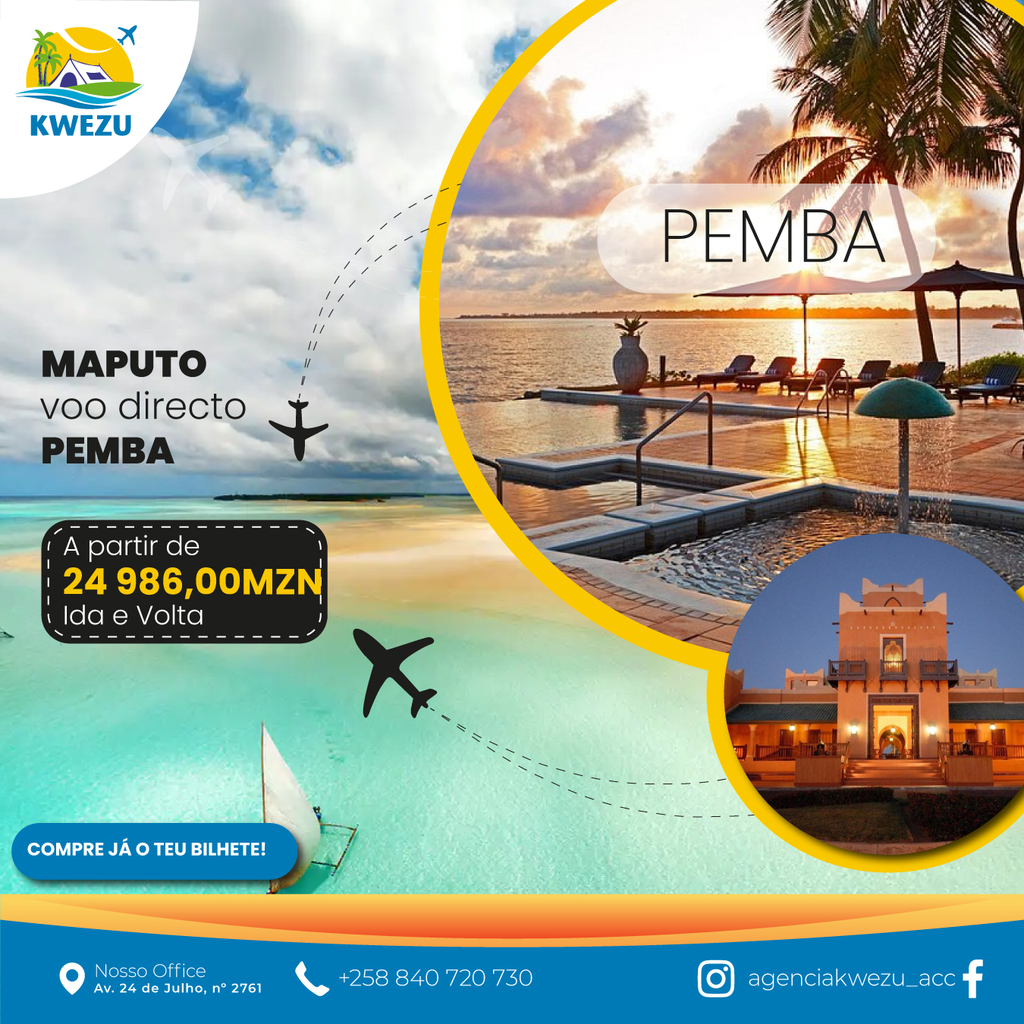 KWEZU
PEMBA
MAPUTO
voo directo
PEMBA
A partir de
24 986,00MZN
Ida e Volta
COMPRE JÁ O TEU BILHETE!
Nosso Office
Av. 24 de Julho, nº 2761
+258 840 720 730
agenciakwezu_acc